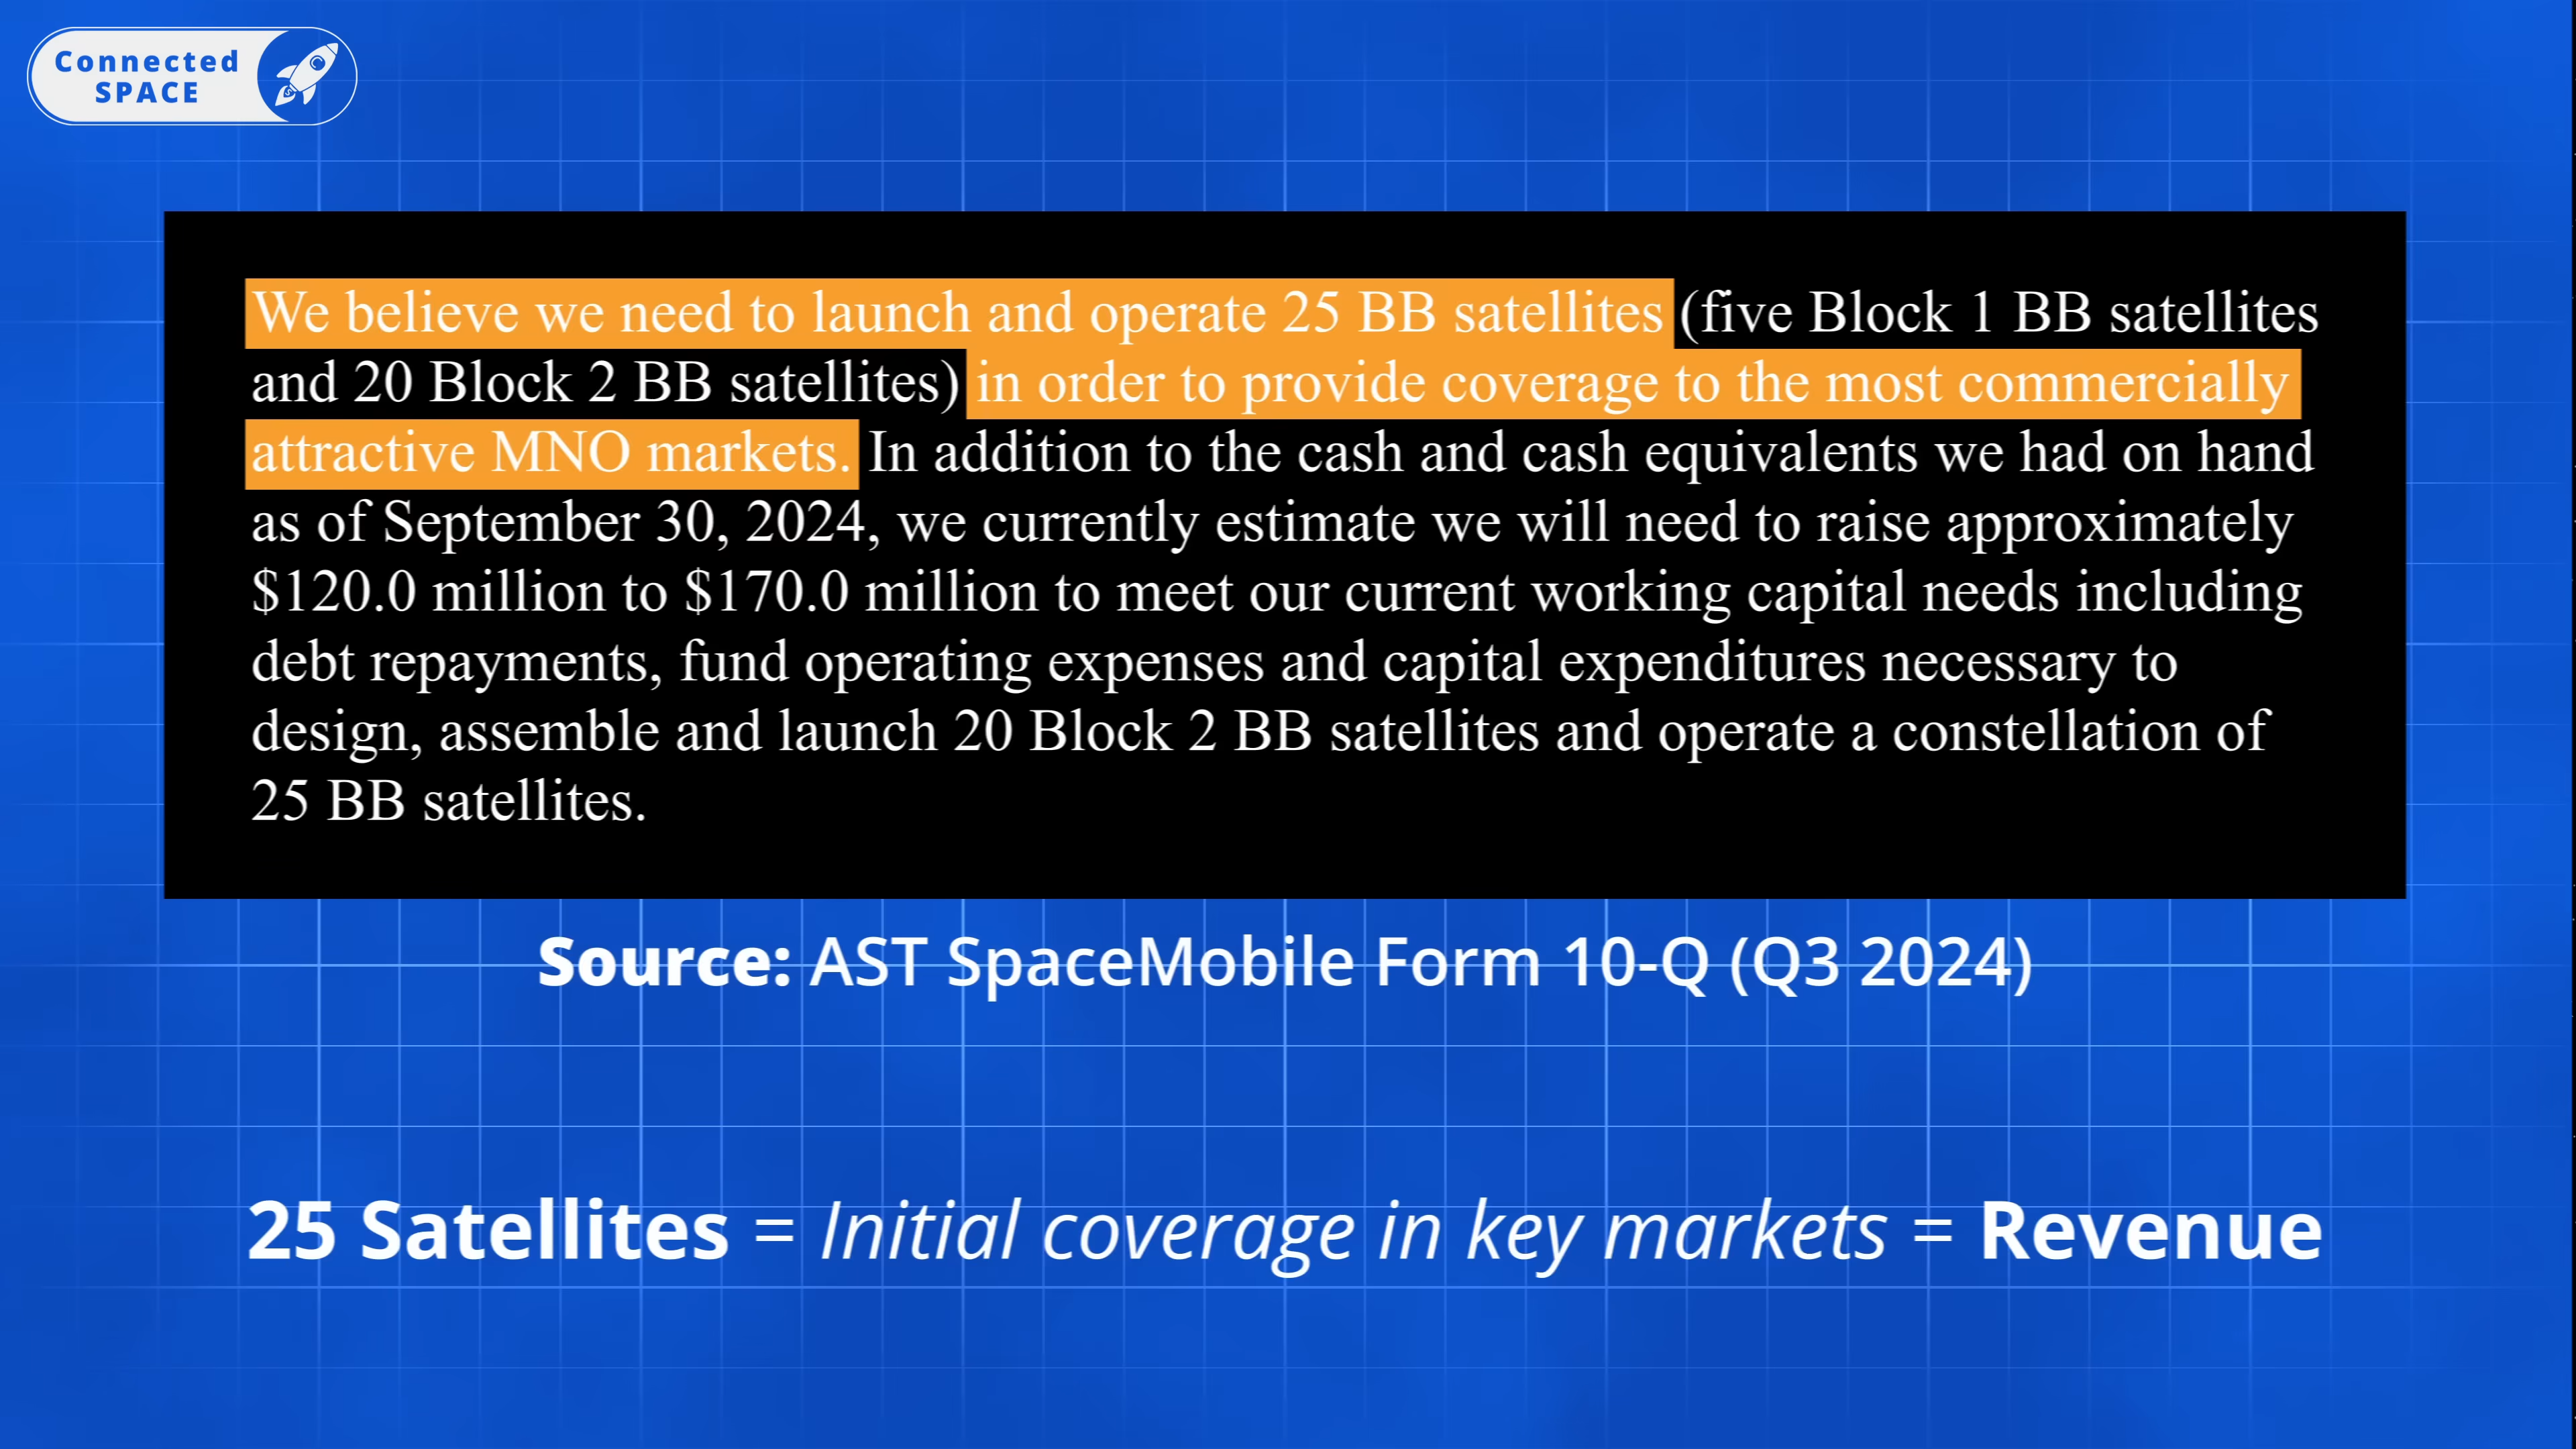 Connected
SPACE
We believe we need to launch and operate 25 BB satellites (five Block 1 BB satellites
and 20 Block 2 BB satellites) in order to provide coverage to the most commercially
attractive MNO markets. In addition to the cash and cash equivalents we had on hand
as of September 30, 2024, we currently estimate we will need to raise approximately
$120.0 million to $170.0 million to meet our current working capital needs including
debt repayments, fund operating expenses and capital expenditures necessary to
design, assemble and launch 20 Block 2 BB satellites and operate a constellation of
25 BB satellites.
Source: AST SpaceMobile Form 10-Q (Q3 2024)
25 Satellites = Initial coverage in key markets = Revenue